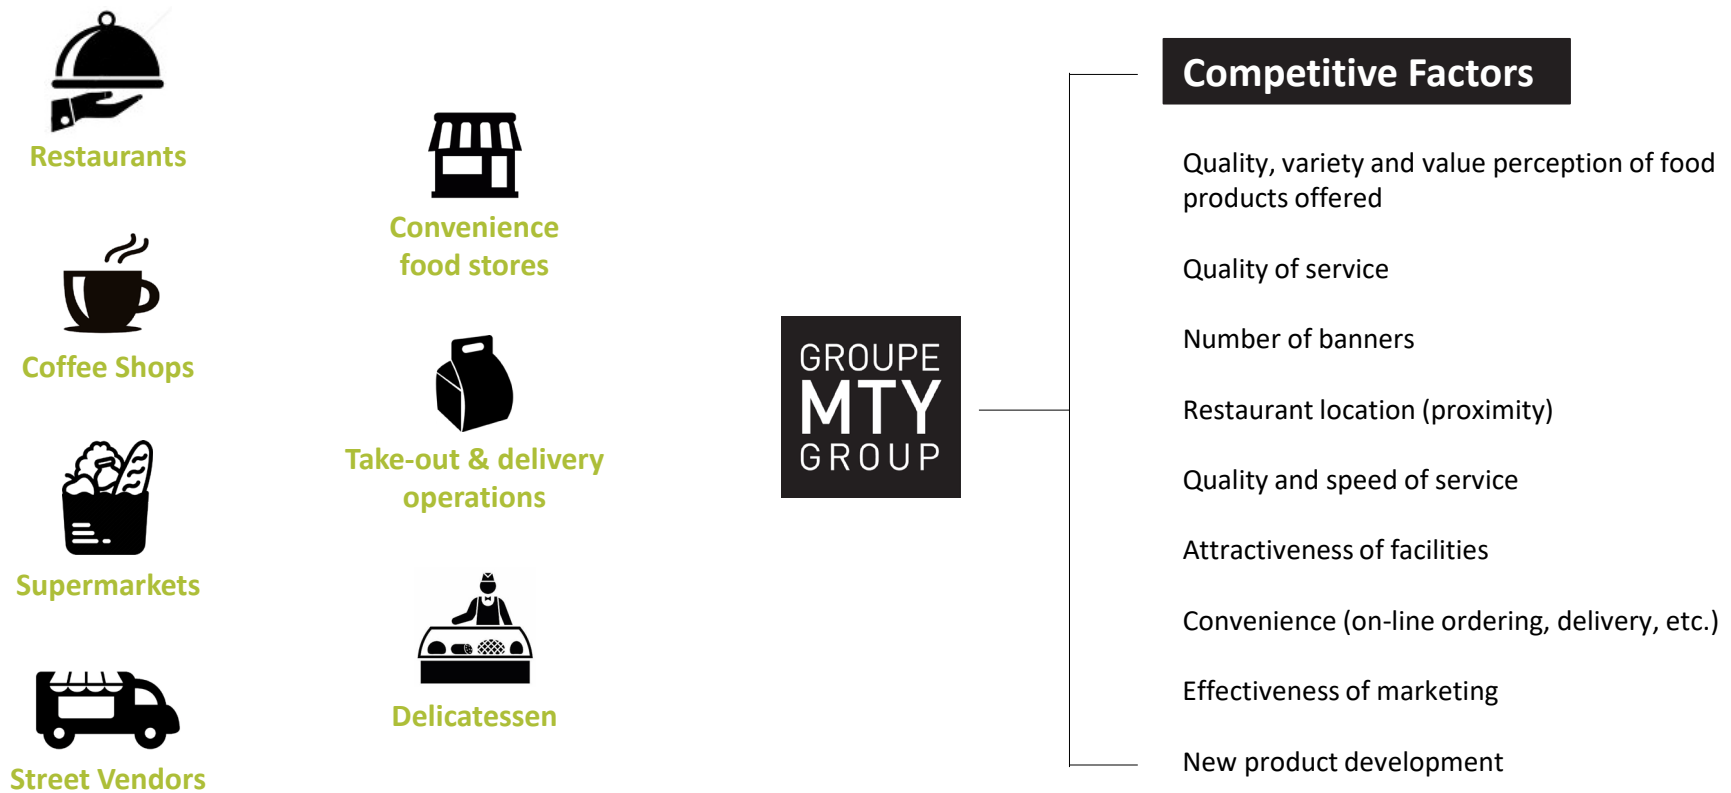 Restaurants
Coffee Shops
Supermarkets
Street Vendors
Convenience
food stores
Take-out & delivery
operations
Delicatessen
GROUPE
MTY
GROUP
Competitive Factors
Quality, variety and value perception of food
products offered
Quality of service
Number of banners
Restaurant location (proximity)
Quality and speed of service
Attractiveness of facilities
Convenience (on-line ordering, delivery, etc.)
Effectiveness of marketing
New product development